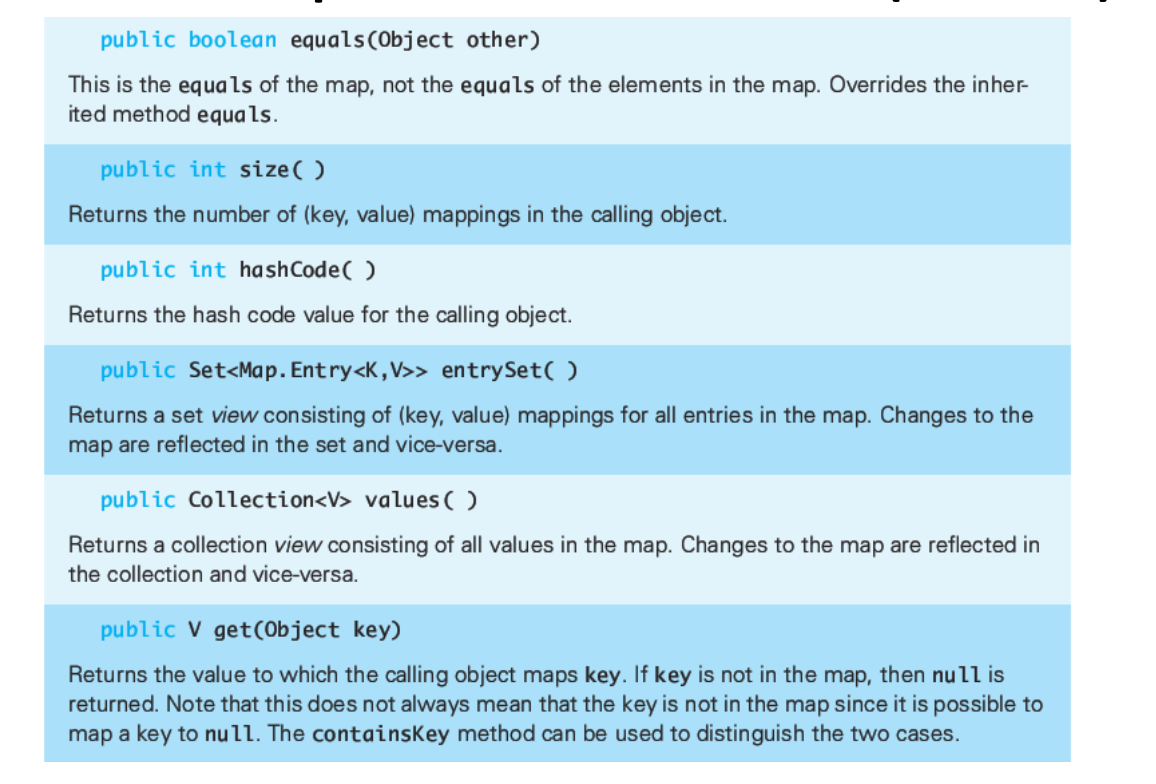 public boolean equals(Object other)
This is the equals of the map, not the equals of the elements in the map. Overrides the inher-
ited method equals.
public int size( )
Returns the number of (key, value) mappings in the calling object.
public int hashCode( )
Returns the hash code value for the calling object.
public Set<Map.Entry<K,V>> entrySet( )
Returns a set view consisting of (key, value) mappings for all entries in the map. Changes to the
map are reflected in the set and vice-versa.
public Collection<V> values( )
Returns a collection view consisting of all values in the map. Changes to the map are reflected in
the collection and vice-versa.
public V get(Object key)
Returns the value to which the calling object maps key. If key is not in the map, then null is
returned. Note that this does not always mean that the key is not in the map since it is possible to
map a key to null. The containsKey method can be used to distinguish the two cases.